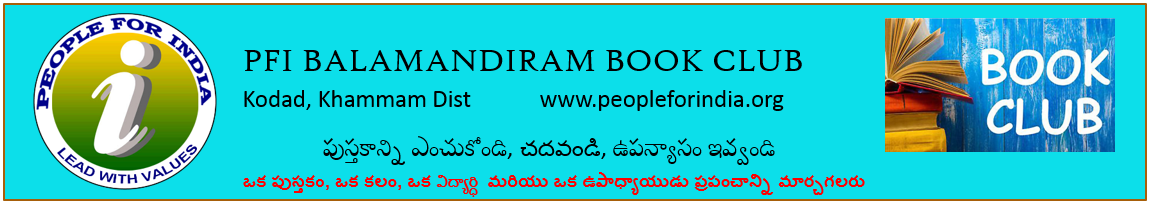 PEOPLE FOR INDIA
LEAD WITH VALUES
PFI BALAMANDIRAM BOOK CLUB
Kodad, Khammam Dist www.peopleforindia.org
పుస్తకాన్ని ఎంచుకోండి, చదవండి, ఉపన్యాసం ఇవ్వండి
ఒక పుస్తకం, ఒక కలం, ఒక విద్యార్ధి మరియు ఒక ఉపాధ్యాయుడు ప్రపంచాన్ని మార్చగలరు
BOOK
CLUB